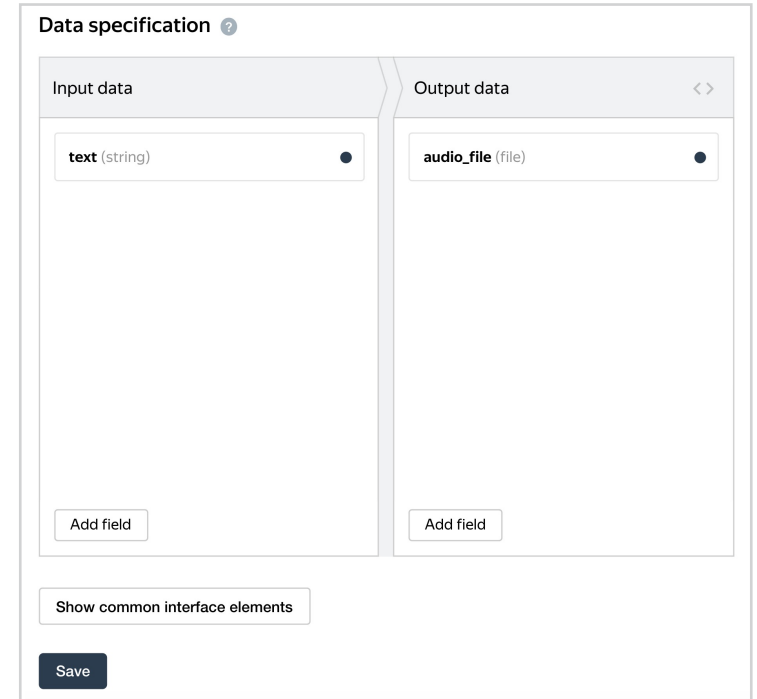 Data specification ?
Input data
Output data <>
text (string)
audio_file (file)
Add field
Add field
Show common interface elements
Save